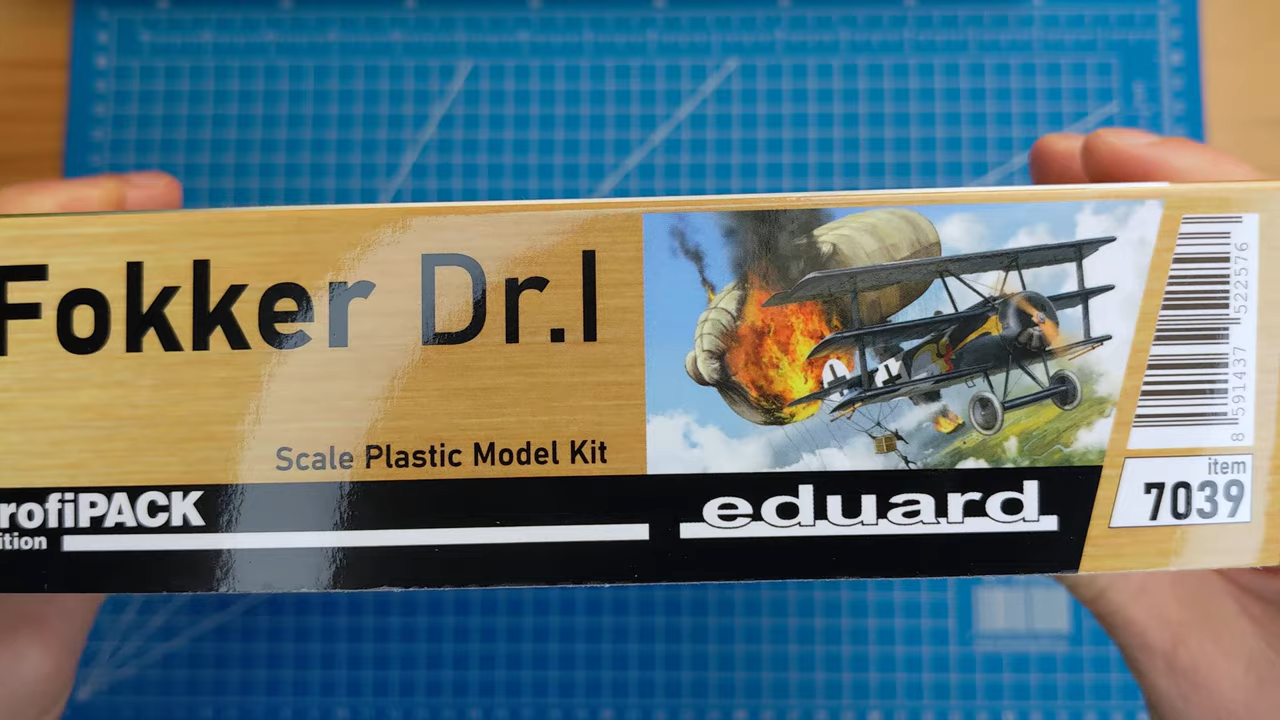 Fokker Dr.I
Scale Plastic Model Kit
rofiPACK
ition
eduard
8 591437 522576
item
7039